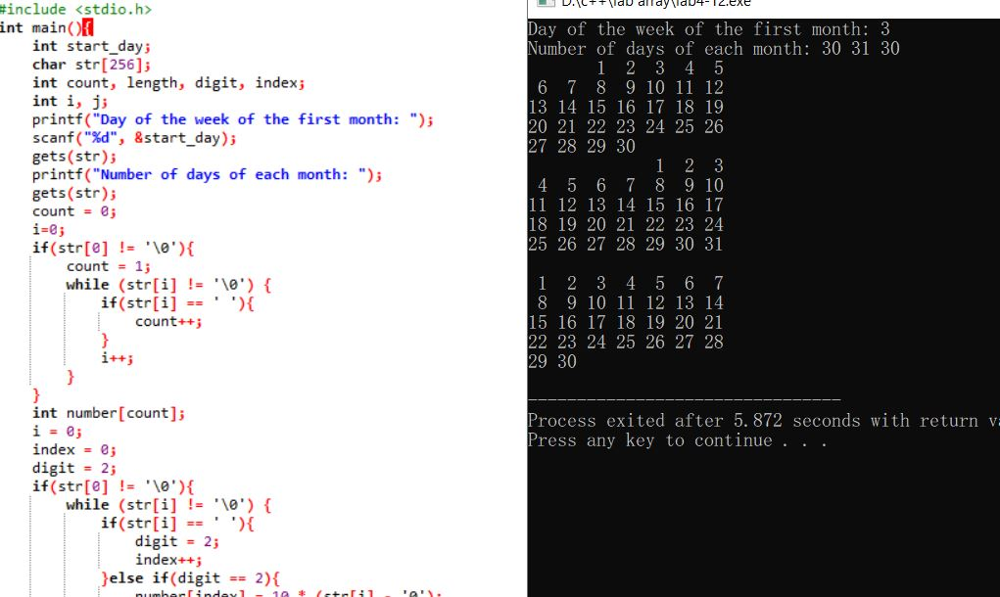 #include <stdio.h>
int main(){
    int start_day;
    char str[256];
    int count, length, digit, index;
    int i, j;
    printf("Day of the week of the first month: ");
    scanf("%d", &start_day);
    gets(str);
    printf("Number of days of each month: ");
    gets(str);
    count = 0;
    i=0;
    if(str[0] != '\0'){
        count = 1;
        while (str[i] != '\0') {
            if(str[i] == ' '){
                count++;
            }
            i++;
        }
    }
    int number[count];
    i = 0;
    index = 0;
    digit = 2;
    if(str[0] != '\0'){
        while (str[i] != '\0') {
            if(str[i] == ' '){
                digit = 2;
                index++;
            }else if(digit == 2){
                number[index] = 10 * (str[i] - '0');
D:\c++\lab array\lab4-12.exe
Day of the week of the first month: 3
Number of days of each month: 30 31 30
       1  2  3  4  5
 6  7  8  9 10 11 12
13 14 15 16 17 18 19
20 21 22 23 24 25 26
27 28 29 30
             1  2  3
 4  5  6  7  8  9 10
11 12 13 14 15 16 17
18 19 20 21 22 23 24
25 26 27 28 29 30 31

 1  2  3  4  5  6  7
 8  9 10 11 12 13 14
15 16 17 18 19 20 21
22 23 24 25 26 27 28
29 30

--------------------------------
Process exited after 5.872 seconds with return va
Press any key to continue . . .